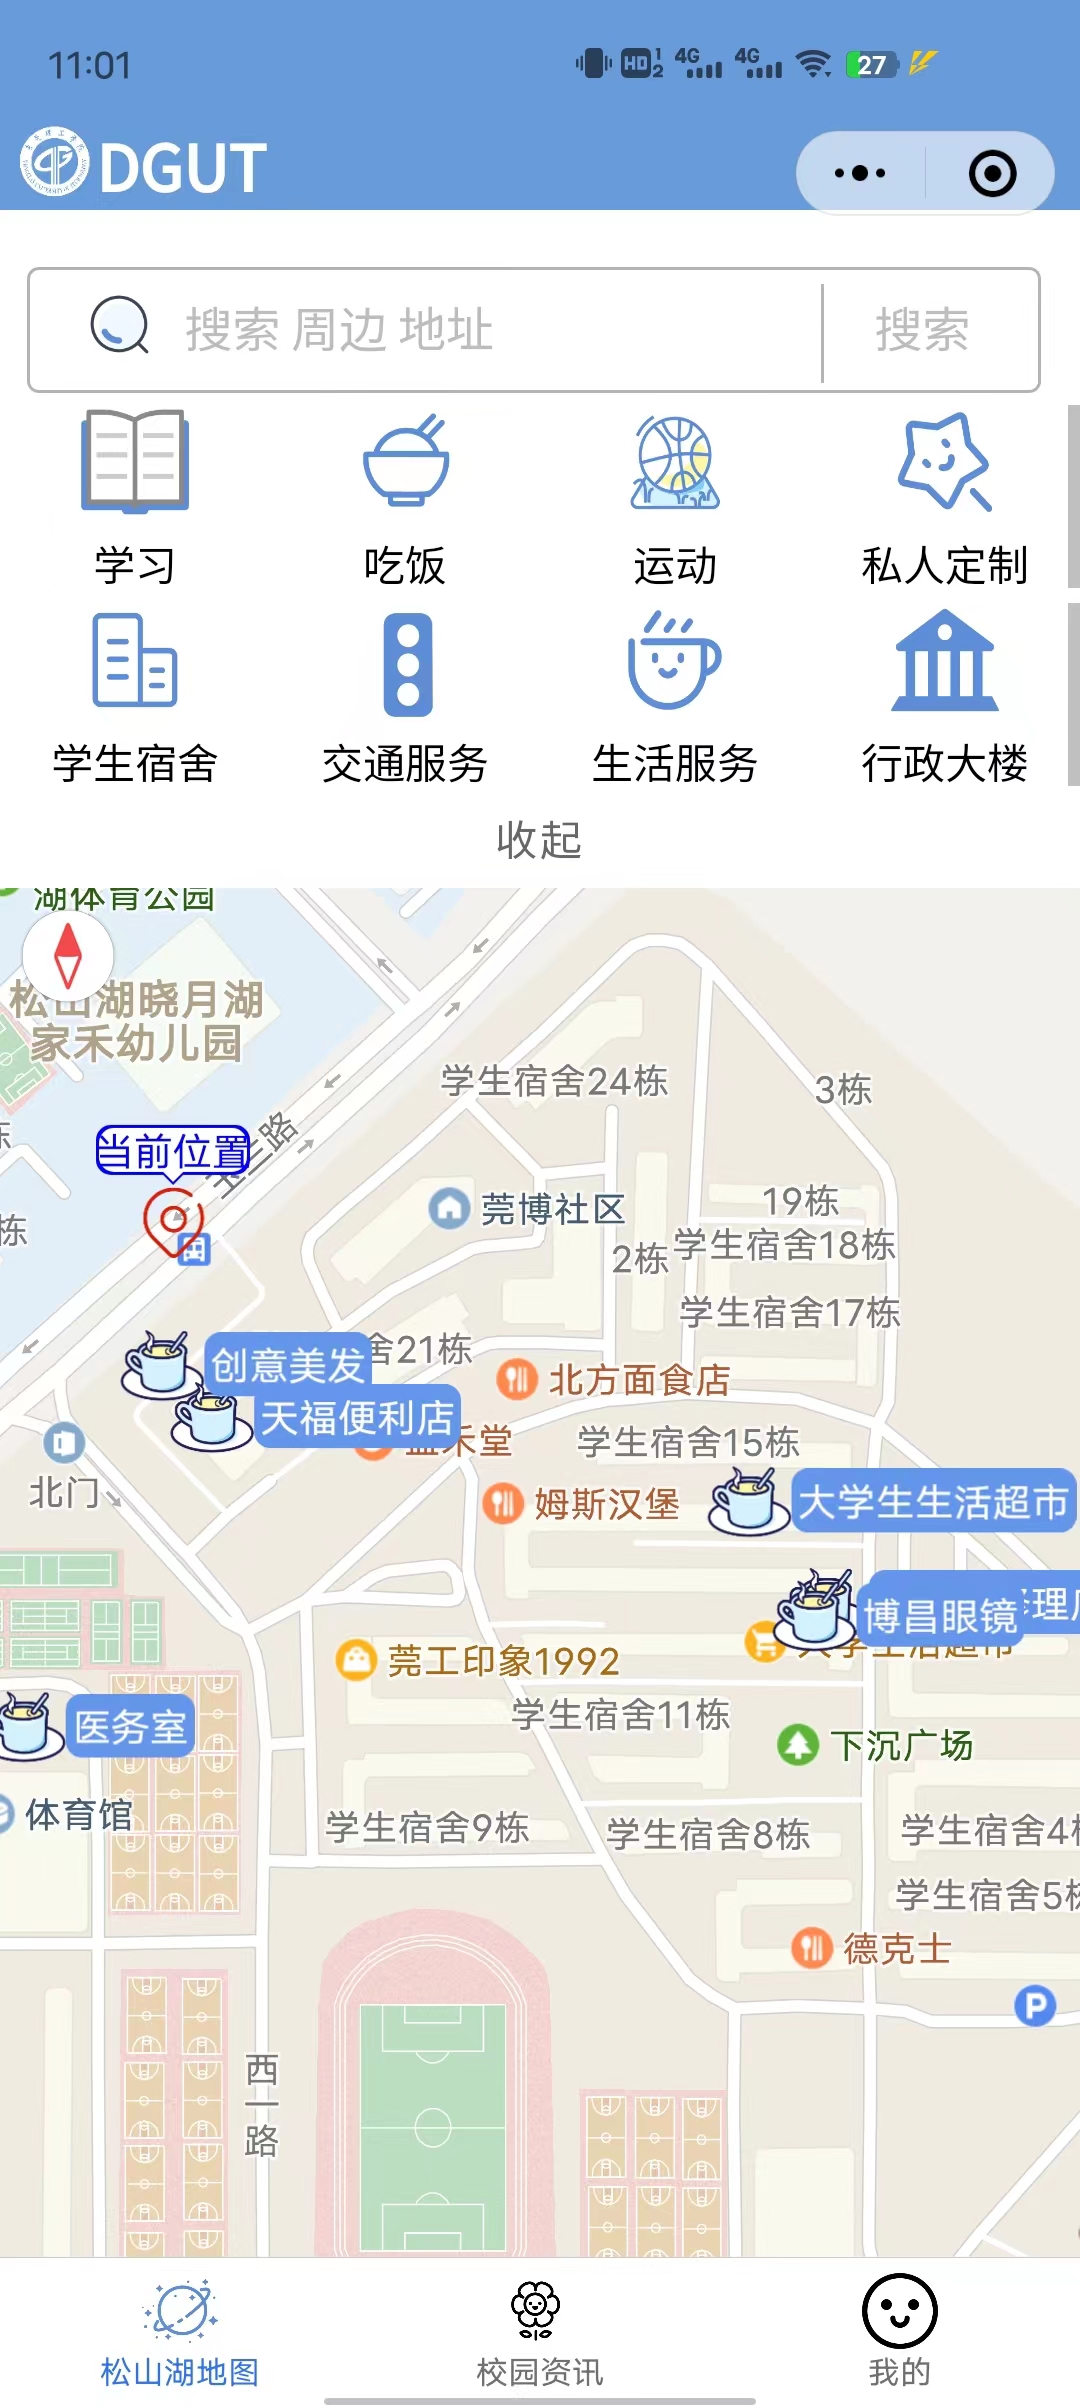 11:01
HD 1 2 4G 4G 27
DGUT
搜索 周边 地址
搜索
学习
吃饭
运动
私人定制
学生宿舍
交通服务
生活服务
行政大楼
收起
湖体育公园
松山湖晓月湖
家禾幼儿园
学生宿舍24栋
3栋
当前位置
莞博社区
19栋
栋
2栋
学生宿舍18栋
学生宿舍17栋
创意美发
舍21栋
北方面食店
天福便利店
禾堂
学生宿舍15栋
北门
姆斯汉堡
大学生生活超市
博昌眼镜
莞工印象1992
学生宿舍11栋
医务室
下沉广场
体育馆
学生宿舍9栋
学生宿舍8栋
学生宿舍4
学生宿舍5
德克士
P
西一路
松山湖地图
校园资讯
我的